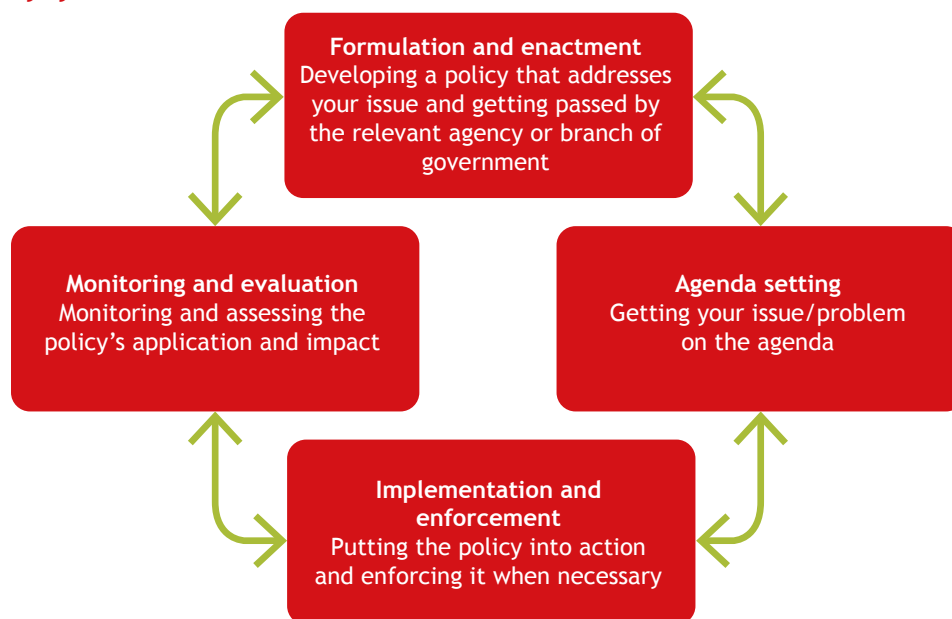 Formulation and enactment
Developing a policy that addresses
your issue and getting passed by
the relevant agency or branch of
government
Monitoring and evaluation
Monitoring and assessing the
policy's application and impact
Agenda setting
Getting your issue/problem
on the agenda
Implementation and
enforcement
Putting the policy into action
and enforcing it when necessary